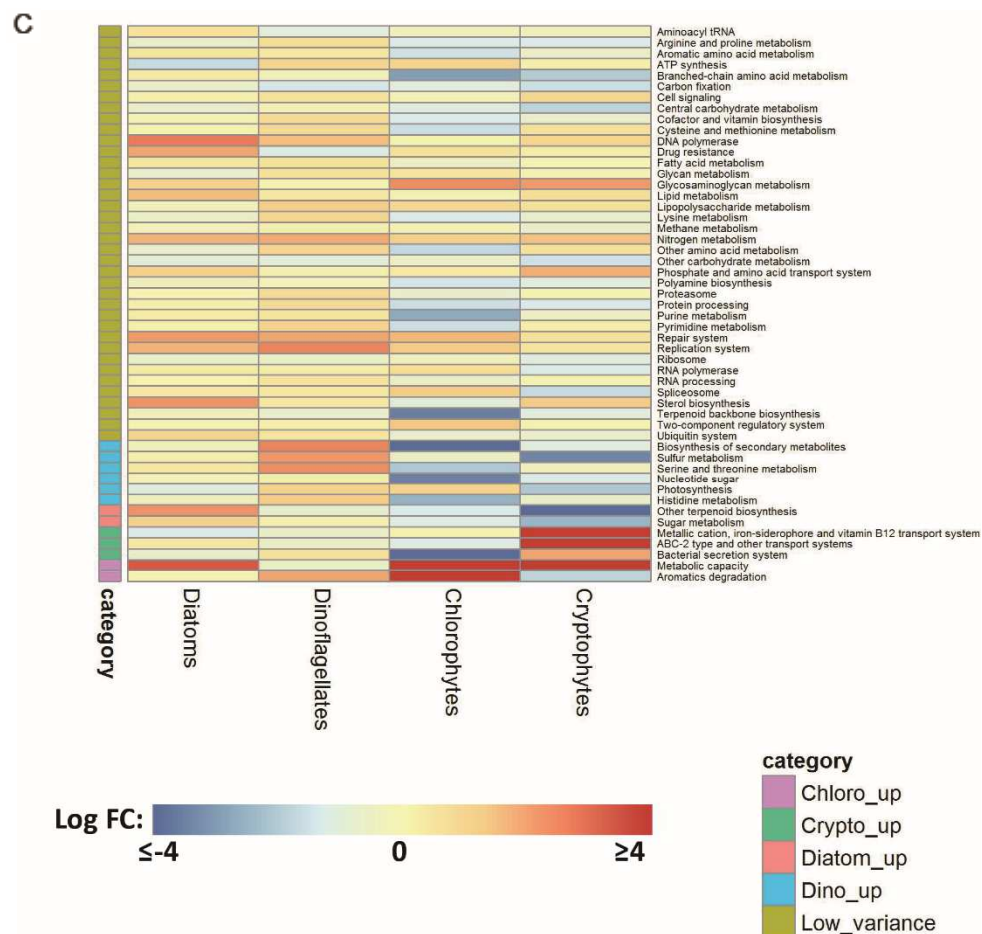 C
Aminoacyl tRNA
Arginine and proline metabolism
Aromatic amino acid metabolism
ATP synthesis
Branched-chain amino acid metabolism
Carbon fixation
Cell signaling
Central carbohydrate metabolism
Cofactor and vitamin biosynthesis
Cysteine and methionine metabolism
DNA polymerase
Drug resistance
Fatty acid metabolism
Glycan metabolism
Glycosaminoglycan metabolism
Lipid metabolism
Lipopolysaccharide metabolism
Lysine metabolism
Methane metabolism
Nitrogen metabolism
Other amino acid metabolism
Other carbohydrate metabolism
Phosphate and amino acid transport system
Polyamine biosynthesis
Proteasome
Protein processing
Purine metabolism
Pyrimidine metabolism
Repair system
Replication system
Ribosome
RNA polymerase
RNA processing
Spliceosome
Sterol biosynthesis
Terpenoid backbone biosynthesis
Two-component regulatory system
Ubiquitin system
Biosynthesis of secondary metabolites
Sulfur metabolism
Serine and threonine metabolism
Nucleotide sugar
Photosynthesis
Histidine metabolism
Other terpenoid biosynthesis
Sugar metabolism
Metallic cation, iron-siderophore and vitamin B12 transport system
ABC-2 type and other transport systems
Bacterial secretion system
Metabolic capacity
Aromatics degradation
category
Diatoms
Dinoflagellates
Chlorophytes
Cryptophytes
Log FC:
≤-4 0 ≥4
category
Chloro_up
Crypto_up
Diatom_up
Dino_up
Low_variance